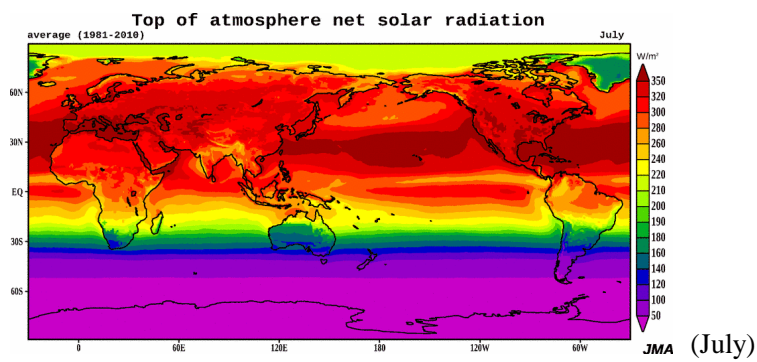 Top of atmosphere net solar radiation
average (1981-2010) July
W/m²
350
320
300
280
260
240
220
210
200
190
180
160
140
120
100
50
60N
30N
EQ
30S
60S
0 60E 120E 180 120W 60W
JMA (July)